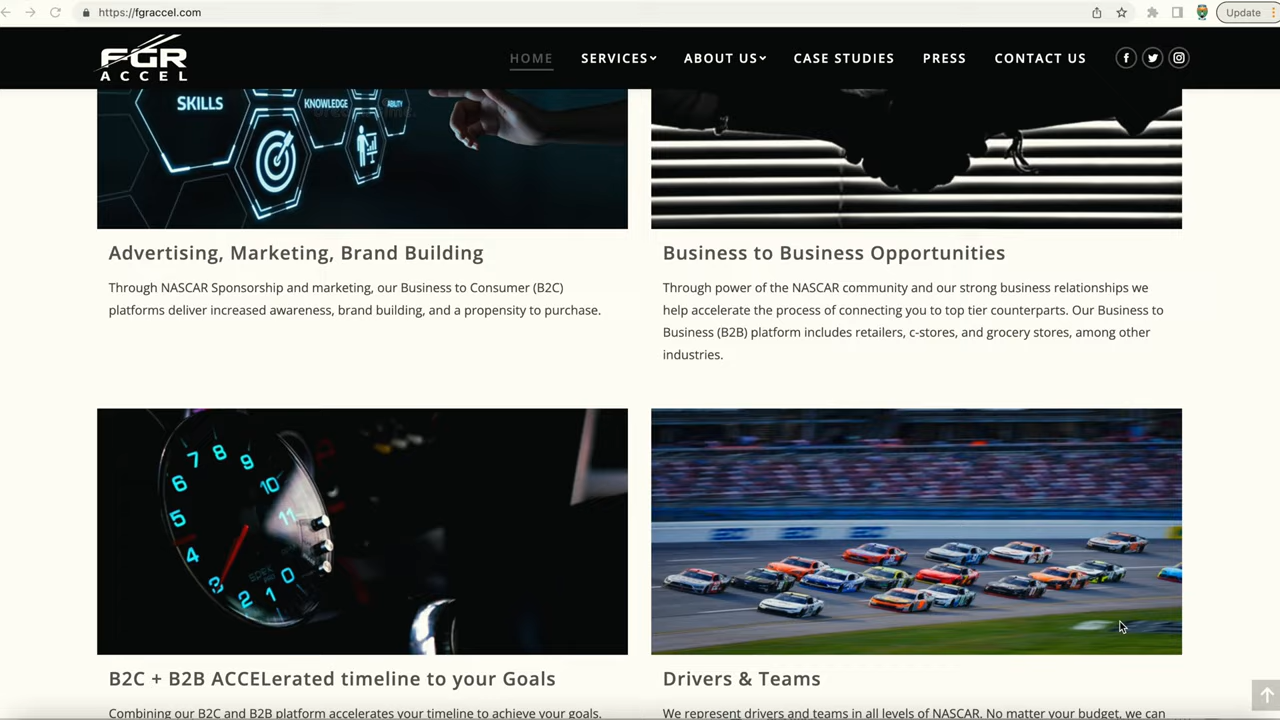 https://fgraccel.com
Update
FGR
ACCEL
HOME
SERVICES
ABOUT US
CASE STUDIES
PRESS
CONTACT US
SKILLS
KNOWLEDGE
ABILITY
Advertising, Marketing, Brand Building
Through NASCAR Sponsorship and marketing, our Business to Consumer (B2C)
platforms deliver increased awareness, brand building, and a propensity to purchase.
Business to Business Opportunities
Through power of the NASCAR community and our strong business relationships we
help accelerate the process of connecting you to top tier counterparts. Our Business to
Business (B2B) platform includes retailers, c-stores, and grocery stores, among other
industries.
7 8 9
6 10
5 11
4
3 2 1 0
B2C + B2B ACCELerated timeline to your Goals
Combining our B2C and B2B platform accelerates your timeline to achieve your goals.
Drivers & Teams
We represent drivers and teams in all levels of NASCAR. No matter your budget, we can